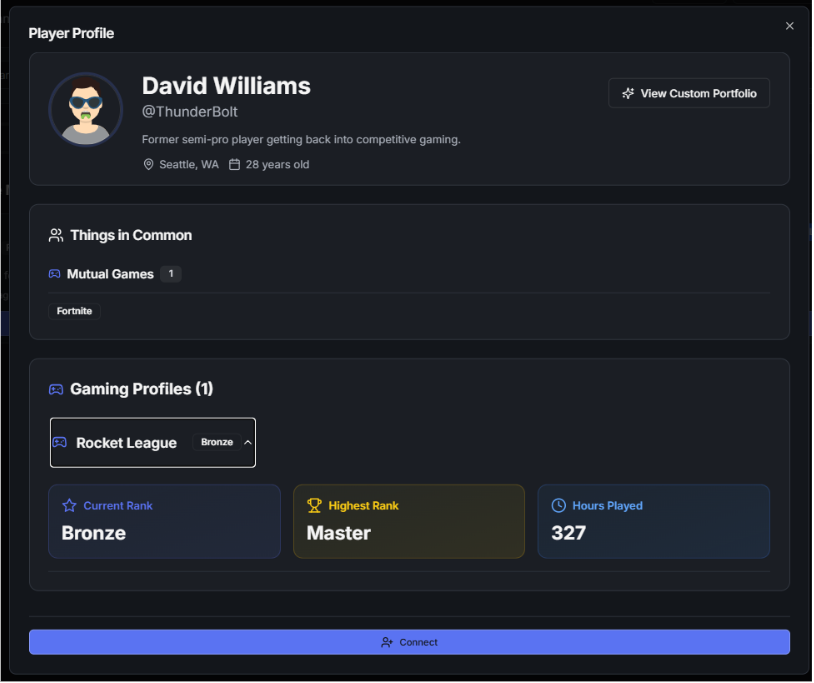 Player Profile
David Williams
@ThunderBolt
View Custom Portfolio
Former semi-pro player getting back into competitive gaming.
Seattle, WA 28 years old
Things in Common
Mutual Games 1
Fortnite
Gaming Profiles (1)
Rocket League Bronze
Current Rank
Bronze
Highest Rank
Master
Hours Played
327
Connect